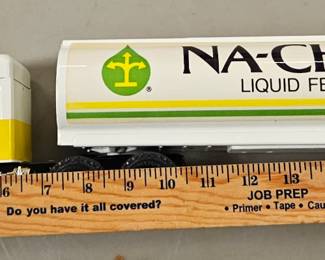 NA-CH
LIQUID FE
®
6 7 8 9 10 11 12 13
Do you have it all covered?
JOB PREP
• Primer • Tape • Cau